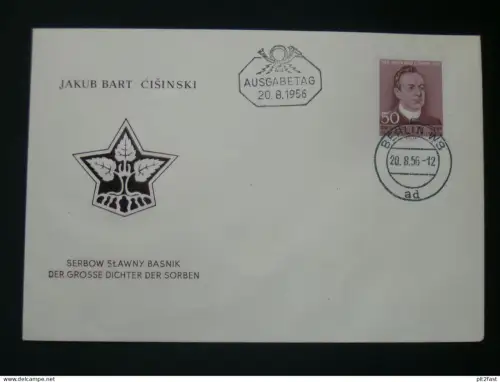 JAKUB BART ĆIŠINSKI
AUSGABETAG
20.8.1956
50
BERLIN W9
20.8.56-12
ad
SERBOW SŁAWNY BASNIK
DER GROSSE DICHTER DER SORBEN